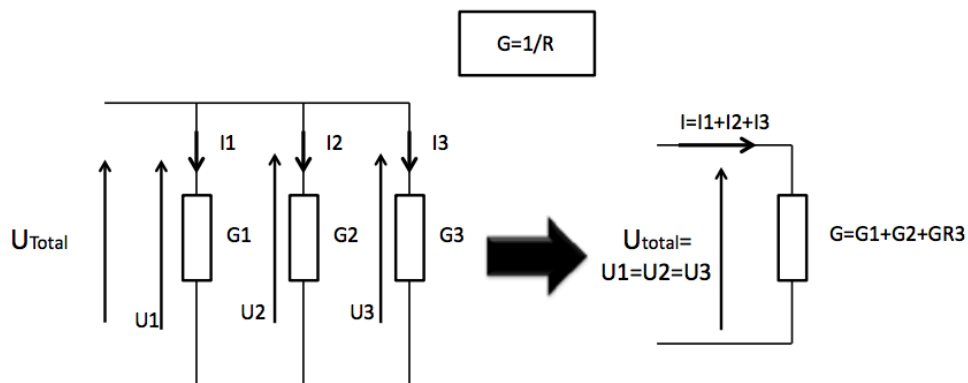 G=1/R
I1
I2
I3
I=I1+I2+I3
UTotal
G1
G2
G3
Utotal=
U1=U2=U3
G=G1+G2+GR3
U1
U2
U3